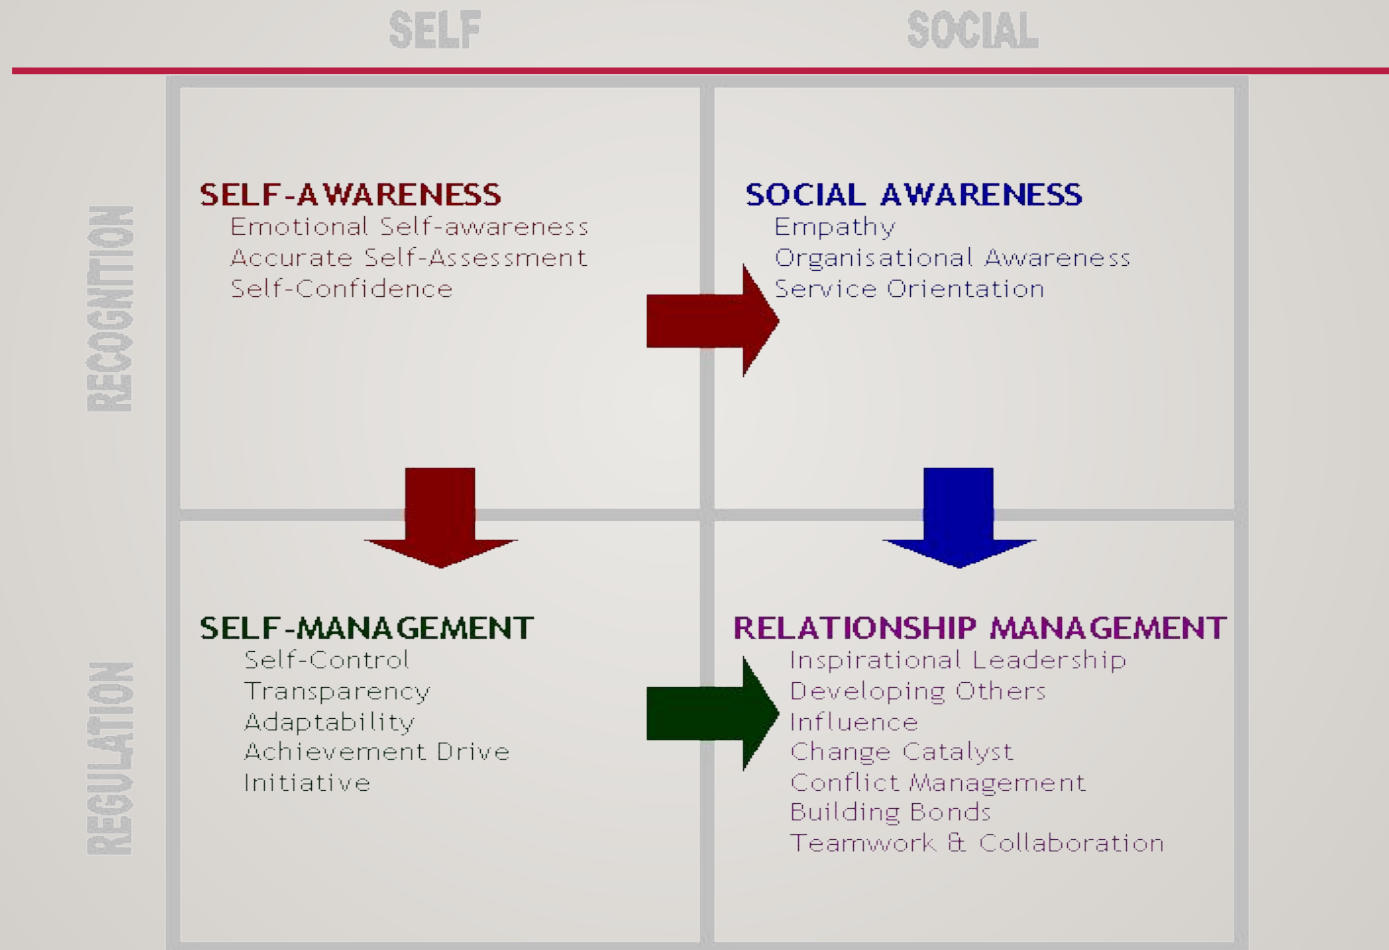 SELF
SOCIAL
RECOGNITION
SELF-AWARENESS
Emotional Self-awareness
Accurate Self-Assessment
Self-Confidence
SOCIAL AWARENESS
Empathy
Organisational Awareness
Service Orientation
REGULATION
SELF-MANAGEMENT
Self-Control
Transparency
Adaptability
Achievement Drive
Initiative
RELATIONSHIP MANAGEMENT
Inspirational Leadership
Developing Others
Influence
Change Catalyst
Conflict Management
Building Bonds
Teamwork & Collaboration